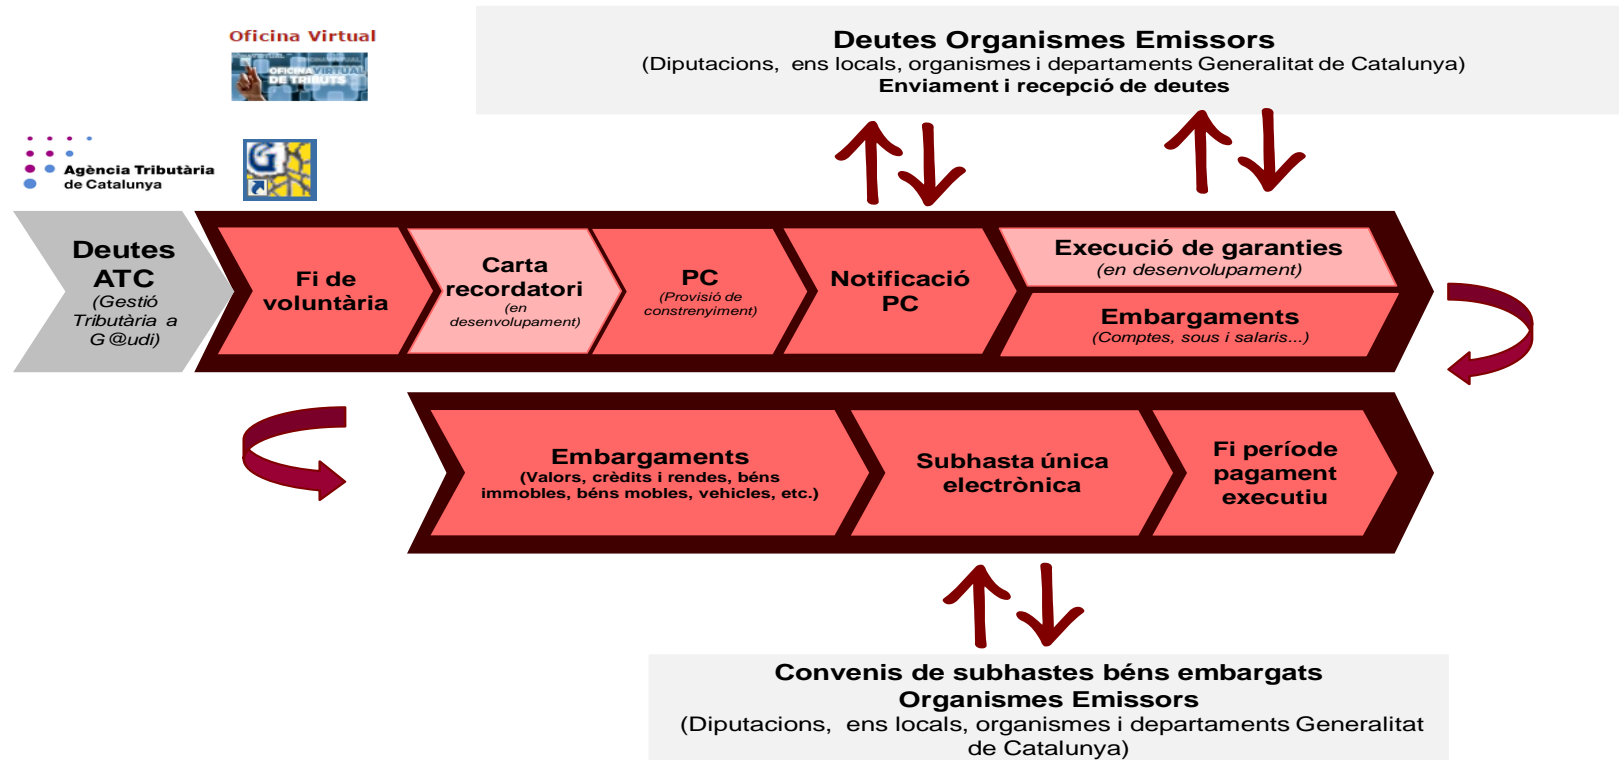 Oficina Virtual
OFICINA VIRTUAL
DE TRIBUTS
Deutes Organismes Emissors
(Diputacions, ens locals, organismes i departaments Generalitat de Catalunya)
Enviament i recepció de deutes
Agència Tributària
de Catalunya
G
Deutes
ATC
(Gestió
Tributària a
G@udi)
Fi de
voluntària
Carta
recordatori
(en
desenvolupament)
PC
(Provisió de
constrenyiment)
Notificació
PC
Execució de garanties
(en desenvolupament)
Embargaments
(Comptes, sous i salaris...)
Embargaments
(Valors, crèdits i rendes, béns
immobles, béns mobles, vehicles, etc.)
Subhasta única
electrònica
Fi període
pagament
executiu
Convenis de subhastes béns embargats
Organismes Emissors
(Diputacions, ens locals, organismes i departaments Generalitat
de Catalunya)